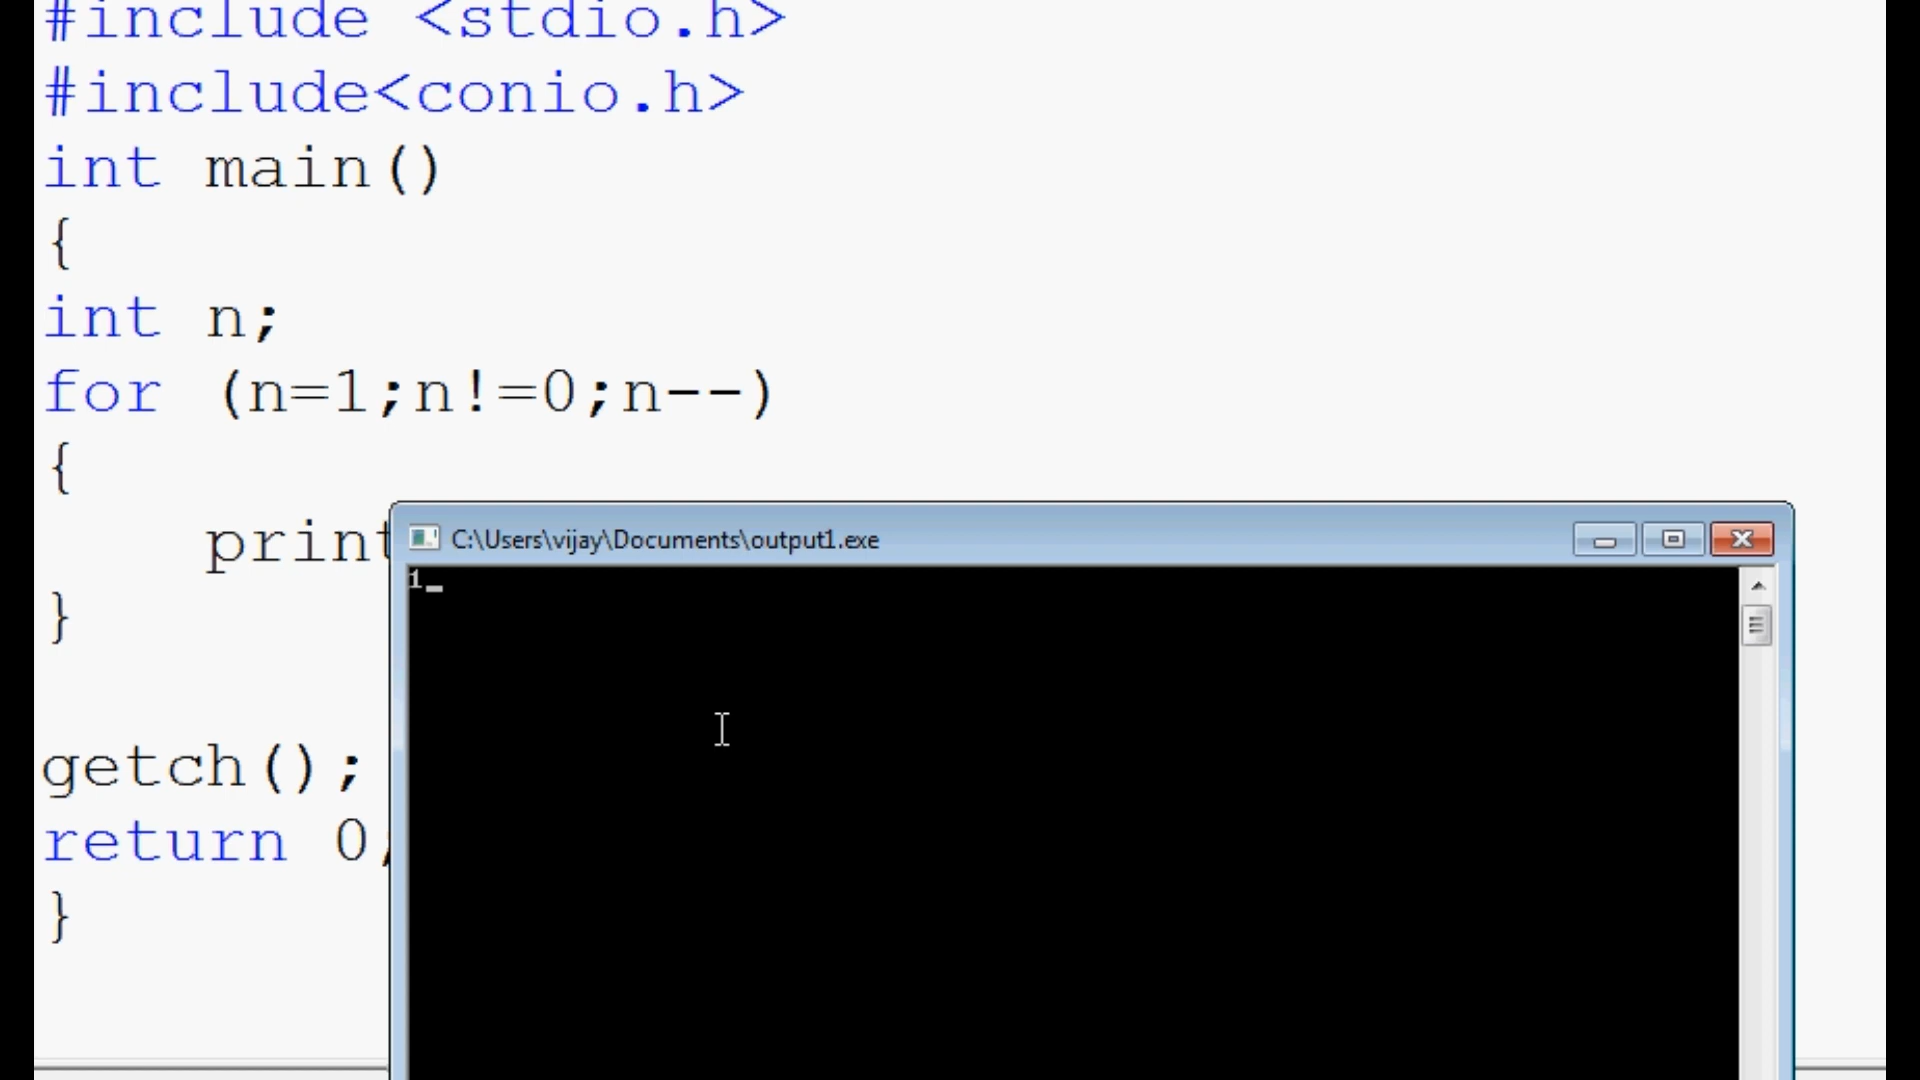 #include <stdio.h>
#include<conio.h>
int main()
{
int n;
for (n=1;n!=0;n--)
{
print
}
getch();
return 0;
}
C:\Users\vijay\Documents\output1.exe
1_